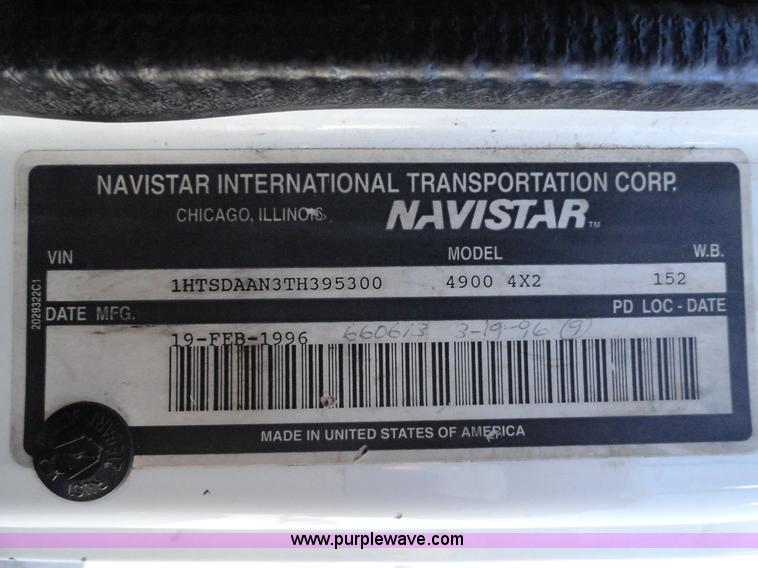 NAVISTAR INTERNATIONAL TRANSPORTATION CORP.
CHICAGO, ILLINOIS NAVISTAR™
VIN MODEL W.B.
1HTSDAAN3TH395300 4900 4X2 152
DATE MFG. PD LOC - DATE
19-FEB-1996 660613 3-19-96 (9)
2029322C1
MADE IN UNITED STATES OF AMERICA
www.purplewave.com